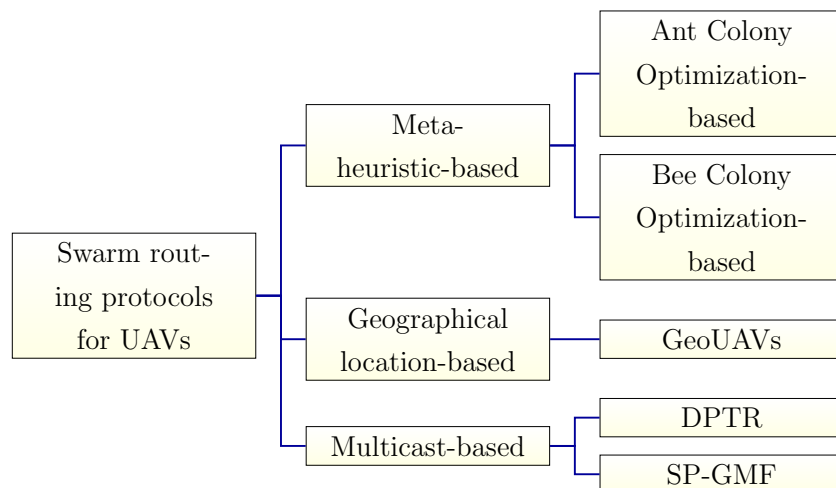 Swarm rout-
ing protocols
for UAVs
Meta-
heuristic-based
Ant Colony
Optimization-
based
Bee Colony
Optimization-
based
Geographical
location-based
GeoUAVs
Multicast-based
DPTR
SP-GMF